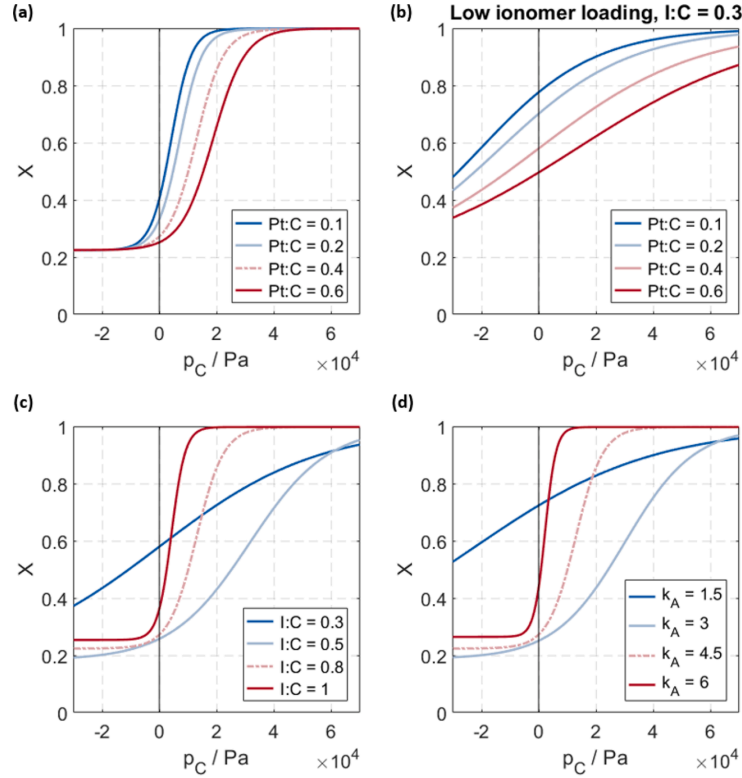 (a)
1
0.8
0.6
0.4
0.2
0
X
-2 0 2 4 6
p_C / Pa
×10^4
Pt:C = 0.1
Pt:C = 0.2
Pt:C = 0.4
Pt:C = 0.6
(b)
Low ionomer loading, I:C = 0.3
1
0.8
0.6
0.4
0.2
0
X
-2 0 2 4 6
p_C / Pa
×10^4
Pt:C = 0.1
Pt:C = 0.2
Pt:C = 0.4
Pt:C = 0.6
(c)
1
0.8
0.6
0.4
0.2
0
X
-2 0 2 4 6
p_C / Pa
×10^4
I:C = 0.3
I:C = 0.5
I:C = 0.8
I:C = 1
(d)
1
0.8
0.6
0.4
0.2
0
X
-2 0 2 4 6
p_C / Pa
×10^4
k_A = 1.5
k_A = 3
k_A = 4.5
k_A = 6